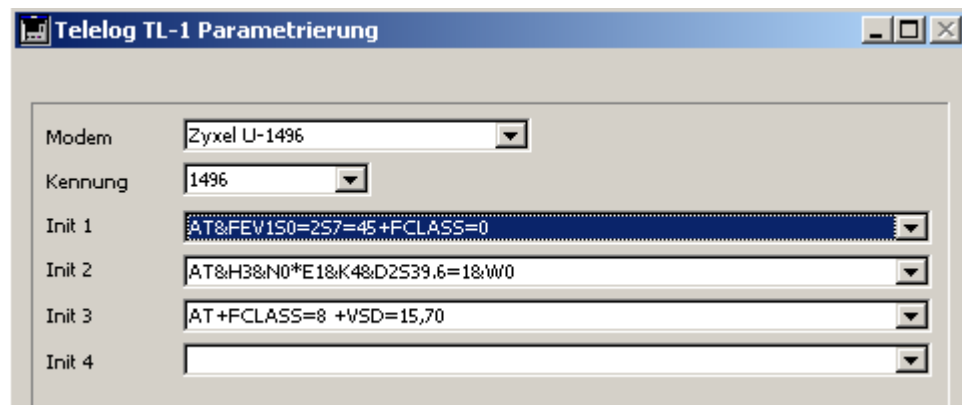 Telelog TL-1 Parametrierung
Modem Zyxel U-1496
Kennung 1496
Init 1 AT&FEV1S0=2S7=45+FCLASS=0
Init 2 AT&H3&N0*E1&K4&D2S39.6=1&W0
Init 3 AT+FCLASS=8 +VSD=15,70
Init 4